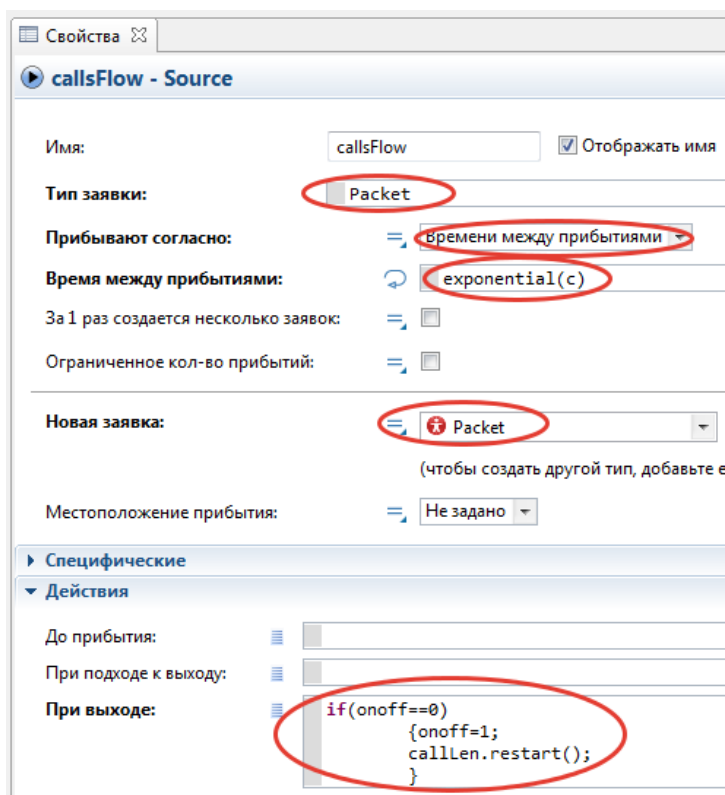 Свойства
callsFlow - Source
Имя: callsFlow Отображать имя
Тип заявки: Packet
Прибывают согласно: Времени между прибытиями
Время между прибытиями: exponential(c)
За 1 раз создается несколько заявок:
Ограниченное кол-во прибытий:
Новая заявка: Packet
(чтобы создать другой тип, добавьте
Местоположение прибытия: Не задано
Специфические
Действия
До прибытия:
При подходе к выходу:
При выходе: if(onoff==0)
{onoff=1;
callLen.restart();
}